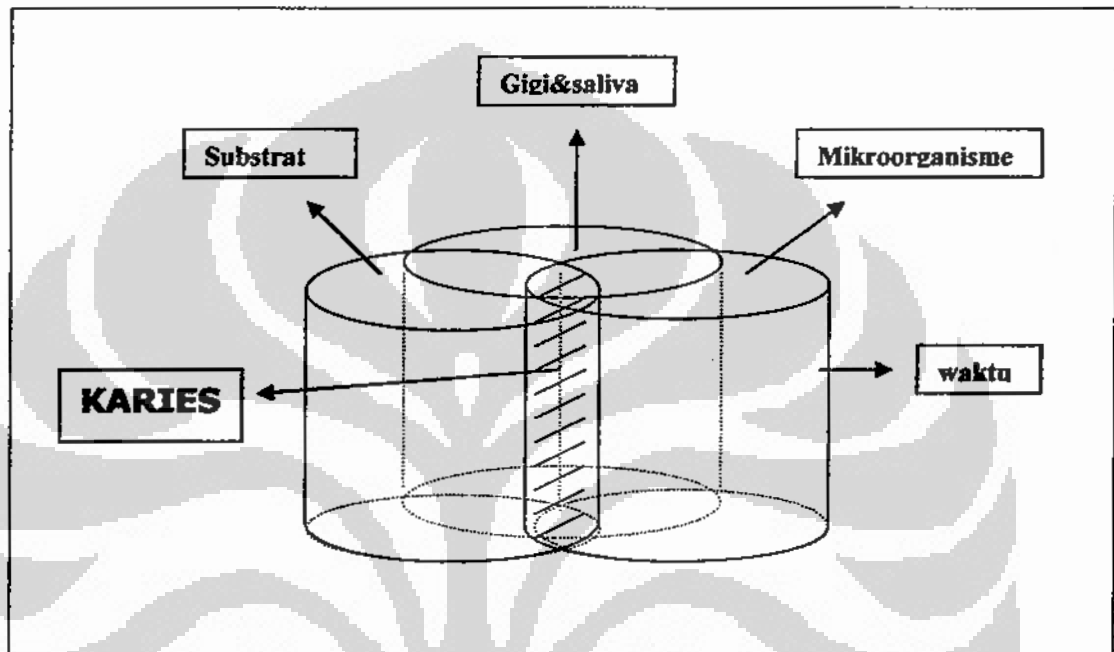 Gigi&saliva
Substrat
Mikroorganisme
waktu
KARIES